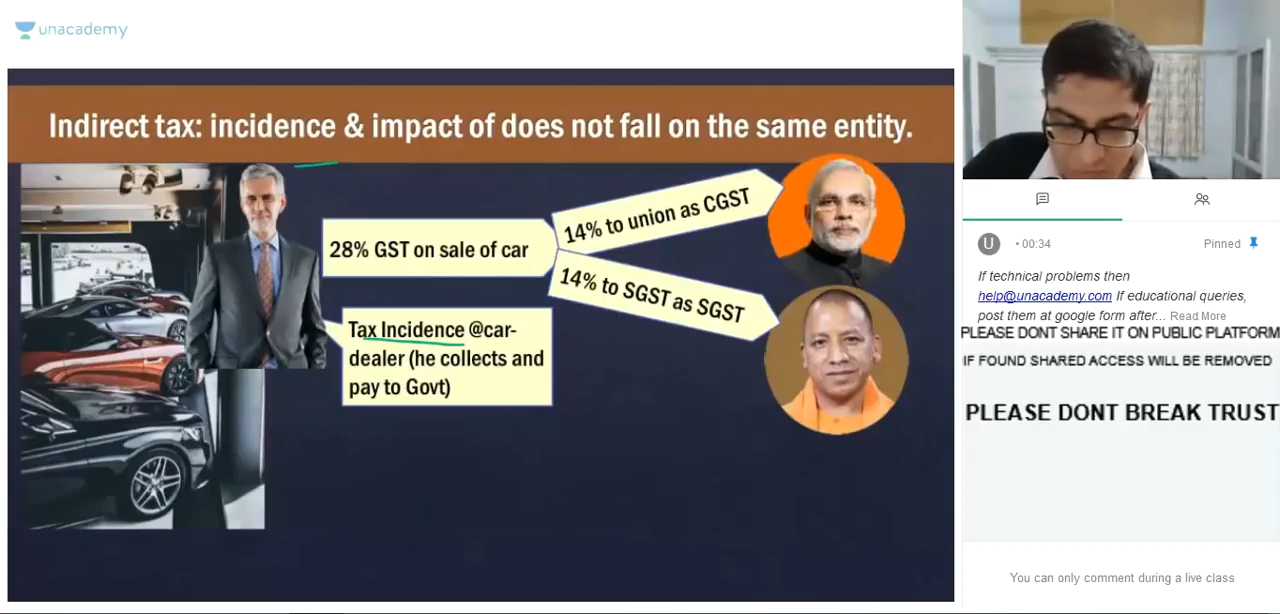 unacademy
Indirect tax: incidence & impact of does not fall on the same entity.
28% GST on sale of car
14% to union as CGST
14% to SGST as SGST
Tax Incidence @car-
dealer (he collects and
pay to Govt)
U
• 00:34
Pinned
If technical problems then
help@unacademy.com If educational queries,
post them at google form after... Read More
PLEASE DONT SHARE IT ON PUBLIC PLATFORM
IF FOUND SHARED ACCESS WILL BE REMOVED
PLEASE DONT BREAK TRUST
You can only comment during a live class